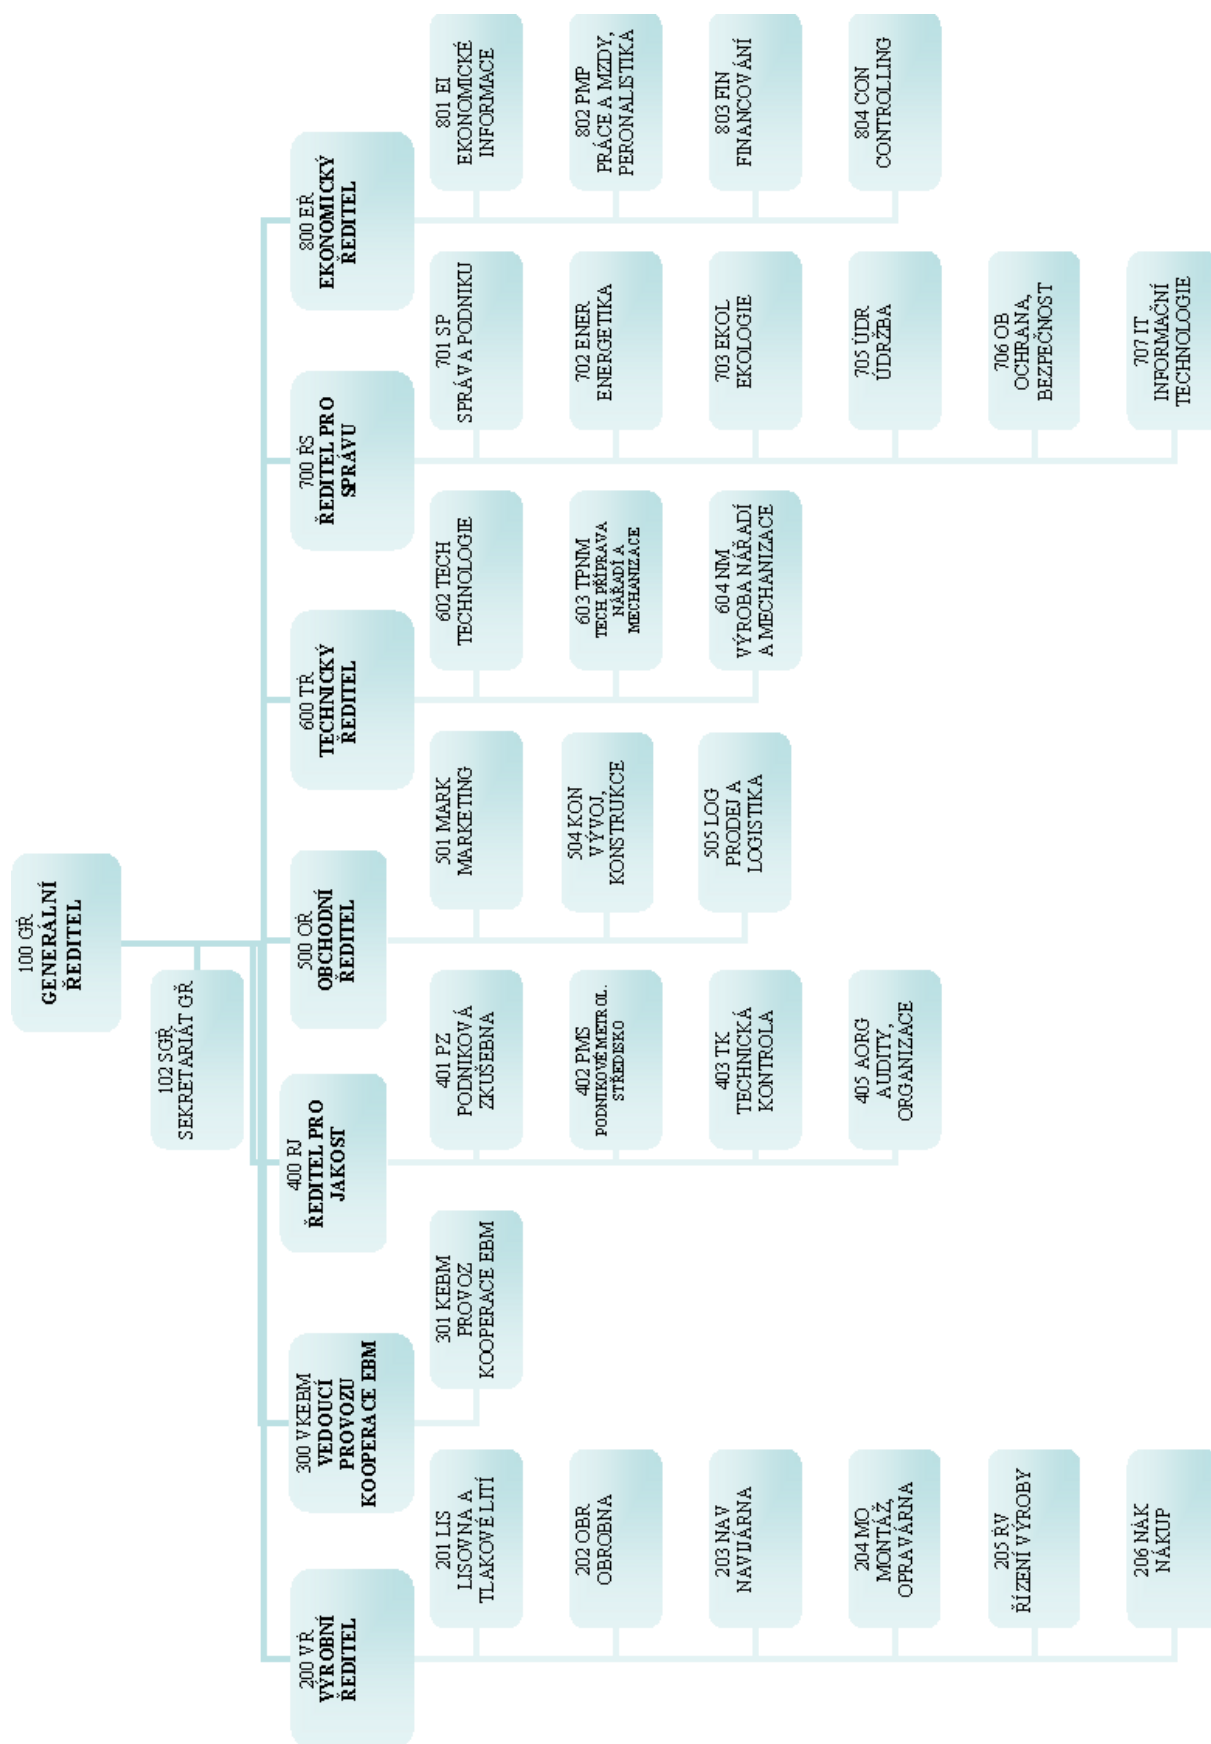 100 GŘ
GENERÁLNÍ
ŘEDITEL
102 SGŘ
SEKRETARIÁT GŘ
200 VŘ
VÝROBNÍ
ŘEDITEL
300 VKEBM
VEDOUCÍ
PROVOZU
KOOPERACE EBM
400 RJ
ŘEDITEL PRO
JAKOST
500 OŘ
OBCHODNÍ
ŘEDITEL
600 TŘ
TECHNICKÝ
ŘEDITEL
700 ŘS
ŘEDITEL PRO
SPRÁVU
800 EŘ
EKONOMICKÝ
ŘEDITEL
201 LIS
LISOVNA A
TLAKOVÉ LITÍ
202 OBR
OBROBNA
203 NAV
NAVIJÁRNA
204 MO
MONTÁŽ,
OPRAVÁRNA
205 ŘV
ŘÍZENÍ VÝROBY
206 NÁK
NÁKUP
301 KEBM
PROVOZ
KOOPERACE EBM
401 PZ
PODNIKOVÁ
ZKUŠEBNA
402 PMS
PODNIKOVÉ METROL.
STŘEDISKO
403 TK
TECHNICKÁ
KONTROLA
405 AORG
AUDITY,
ORGANIZACE
501 MARK
MARKETING
504 KON
VÝVOJ,
KONSTRUKCE
505 LOG
PRODEJ A
LOGISTIKA
602 TECH
TECHNOLOGIE
603 TPNM
TECH PŘÍPRAVA
NÁŘADÍ A
MECHANIZACE
604 NM
VÝROBA NÁŘADÍ
A MECHANIZACE
701 SP
SPRÁVA PODNIKU
702 ENER
ENERGETIKA
703 EKOL
EKOLOGIE
705 ÚDR
ÚDRŽBA
706 OB
OCHRANA,
BEZPEČNOST
707 IT
INFORMAČNÍ
TECHNOLOGIE
801 EI
EKONOMICKÉ
INFORMACE
802 PMP
PRÁCE A MZDY,
PERONALISTIKA
803 FIN
FINANCOVÁNÍ
804 CON
CONTROLLING